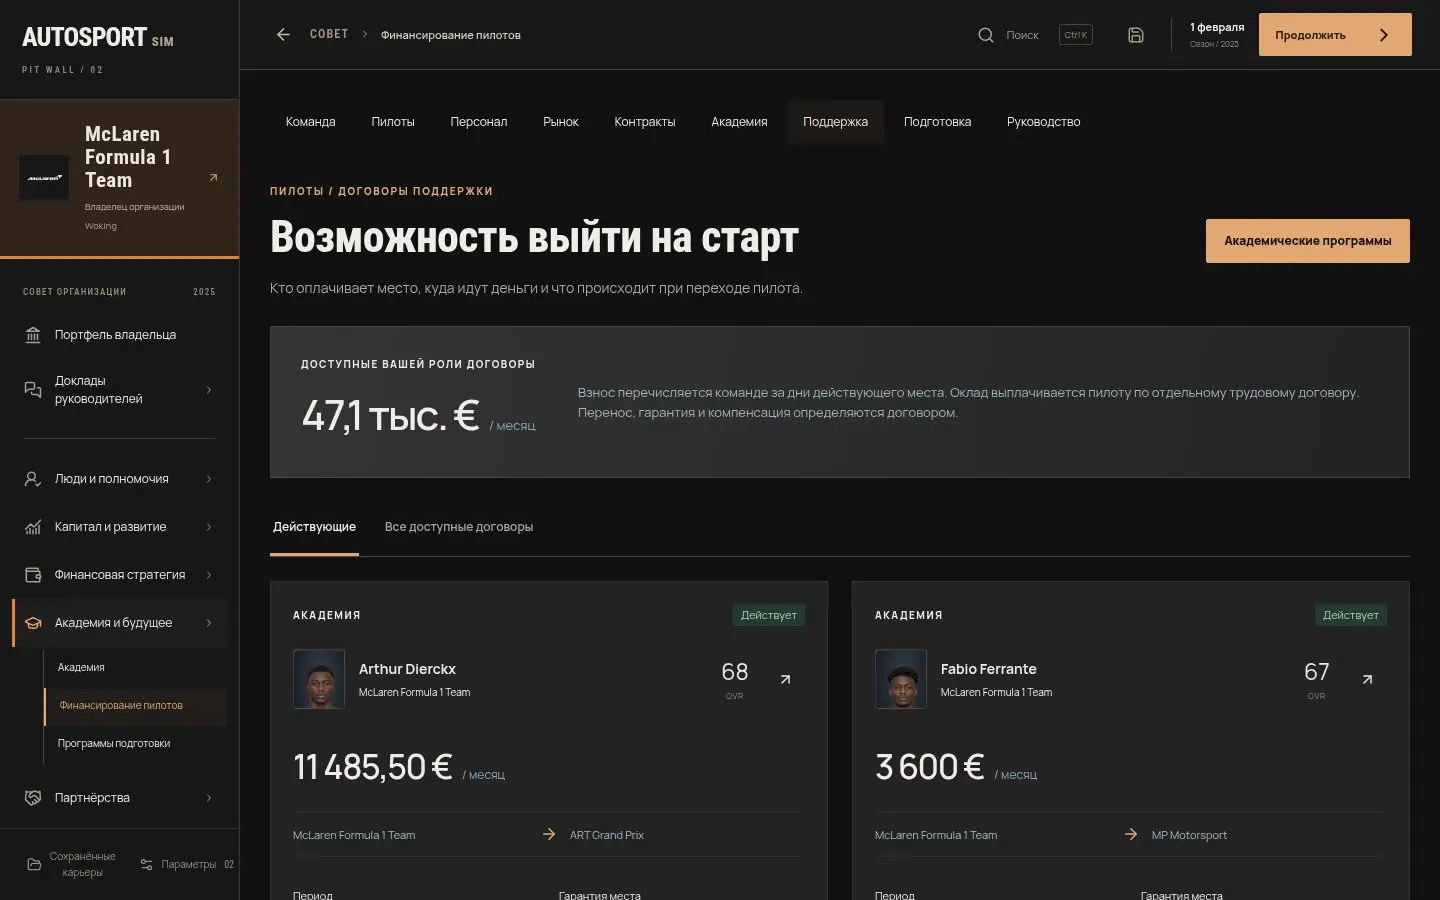 AUTOSPORT SIM
PIT WALL / 02
McLaren
McLaren
Formula 1
Team
Владелец организации
Woking
СОВЕТ ОРГАНИЗАЦИИ 2025
Портфель владельца
Доклады
руководителей
Люди и полномочия
Капитал и развитие
Финансовая стратегия
Академия и будущее
Академия
Финансирование пилотов
Программы подготовки
Партнёрства
Сохранённые
карьеры
Параметры 02
СОВЕТ Финансирование пилотов
Поиск Ctrl K
1 февраля
Сезон / 2025
Продолжить
Команда Пилоты Персонал Рынок Контракты Академия Поддержка Подготовка Руководство
ПИЛОТЫ / ДОГОВОРЫ ПОДДЕРЖКИ
Возможность выйти на старт
Академические программы
Кто оплачивает место, куда идут деньги и что происходит при переходе пилота.
ДОСТУПНЫЕ ВАШЕЙ РОЛИ ДОГОВОРЫ
47,1 тыс. € / месяц
Взнос перечисляется команде за дни действующего места. Оклад выплачивается пилоту по отдельному трудовому договору.
Перенос, гарантия и компенсация определяются договором.
Действующие Все доступные договоры
АКАДЕМИЯ Действует
Arthur Dierckx
McLaren Formula 1 Team
68
OVR
11 485,50 € / месяц
McLaren Formula 1 Team → ART Grand Prix
Период Гарантия места
АКАДЕМИЯ Действует
Fabio Ferrante
McLaren Formula 1 Team
67
OVR
3 600 € / месяц
McLaren Formula 1 Team → MP Motorsport
Период Гарантия места